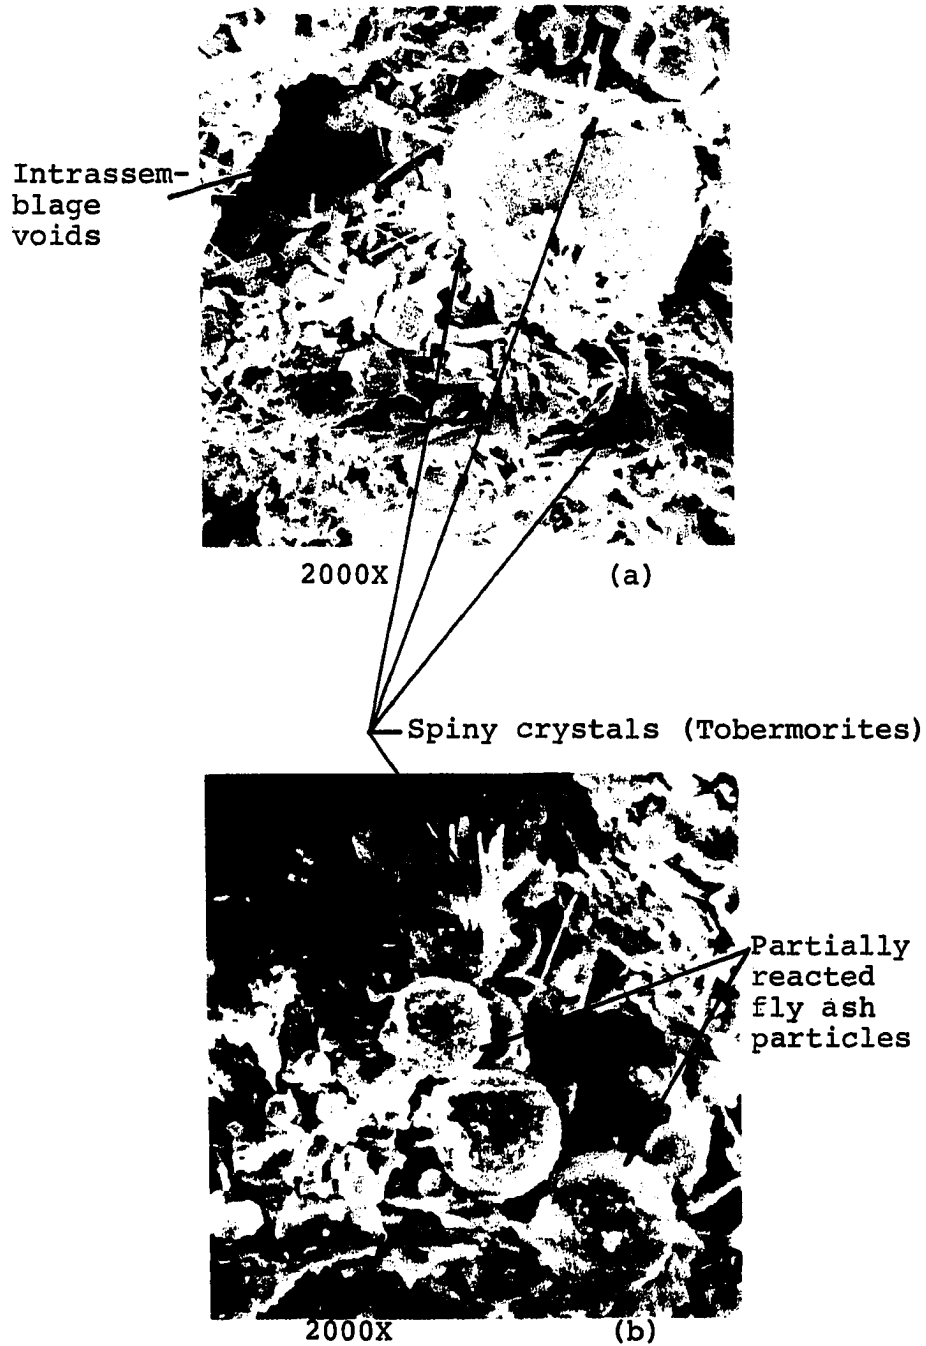 Intrassem-
blage
voids
2000X (a)
Spiny crystals (Tobermorites)
Partially
reacted
fly ash
particles
2000X (b)